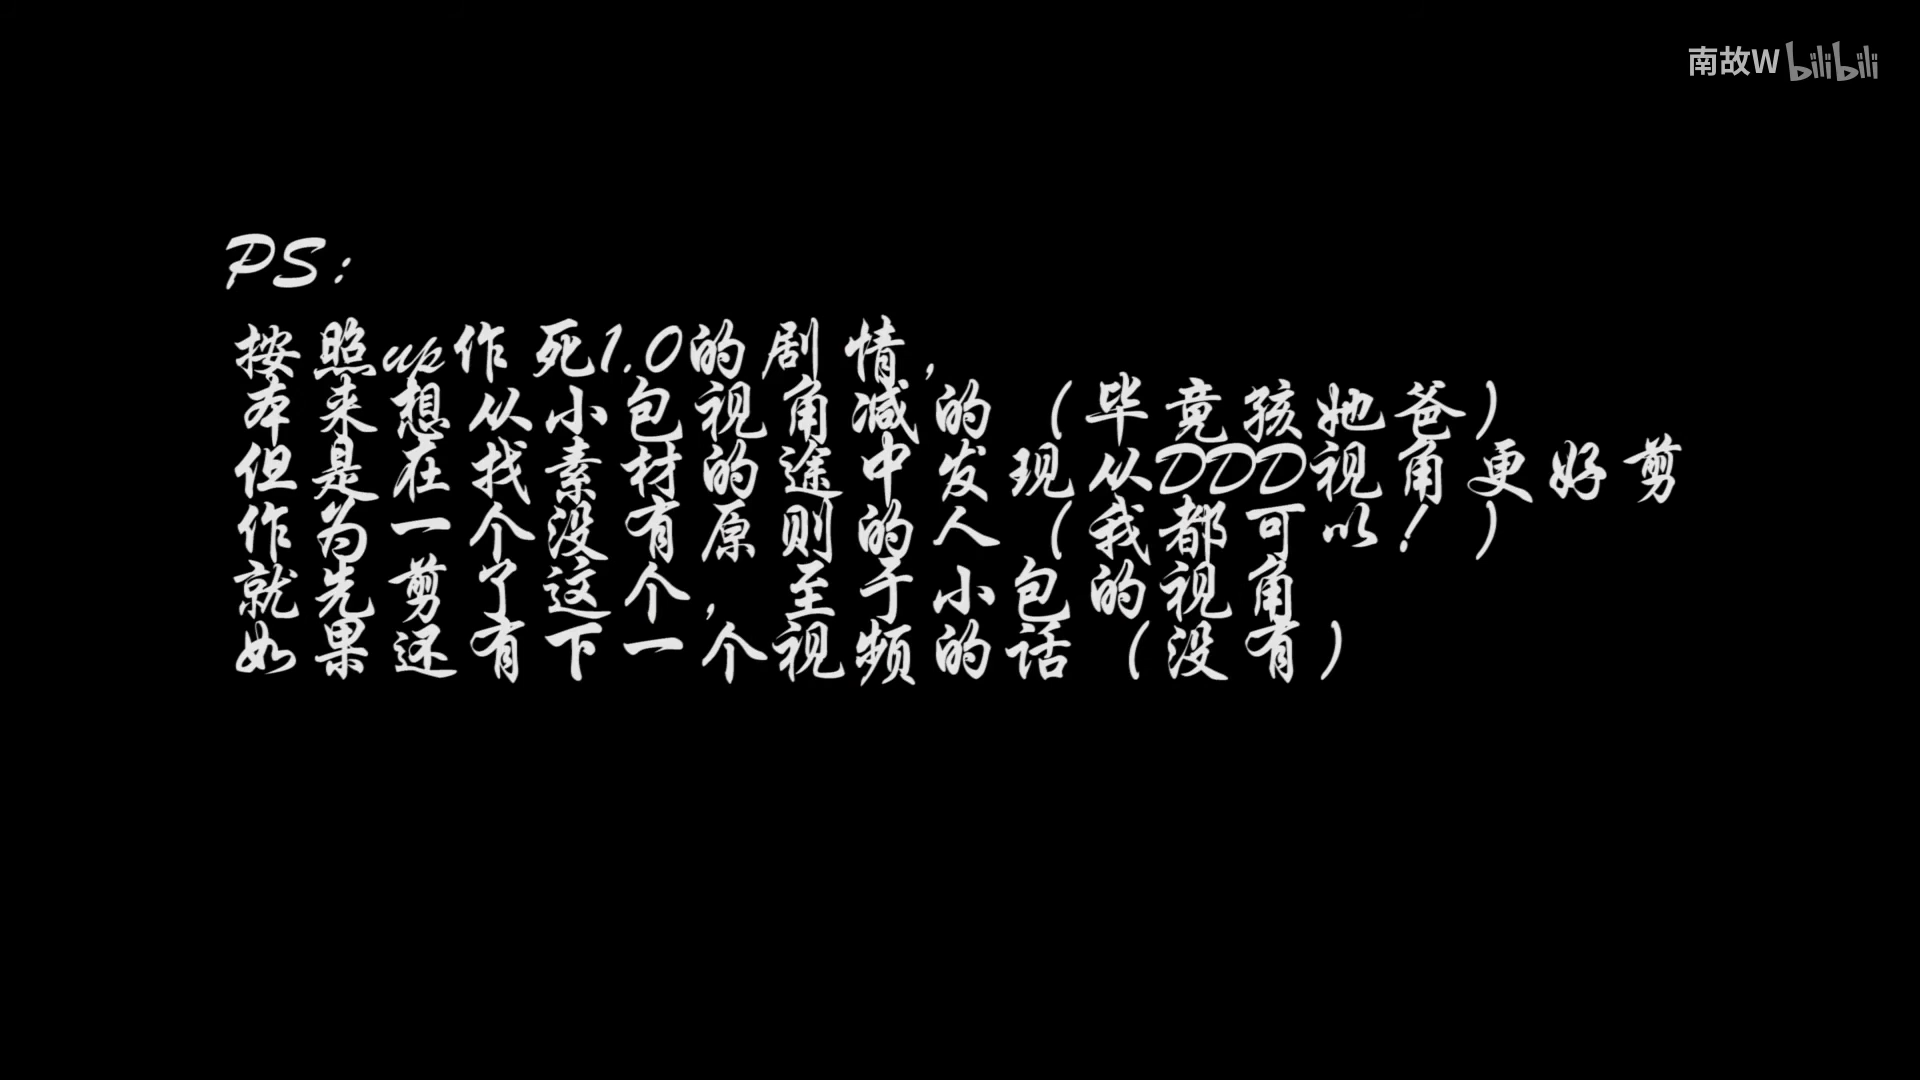 南故W bilibili
PS：
按照up作死1.0的剧情，
本来想从小包视角减的（毕竟孩她爸）
但是在找素材的途中发现从DDD视角更好剪
作为一个没有原则的人（我都可以！）
就先剪了这个，至于小包的视角
如果还有下一个视频的话（没有）